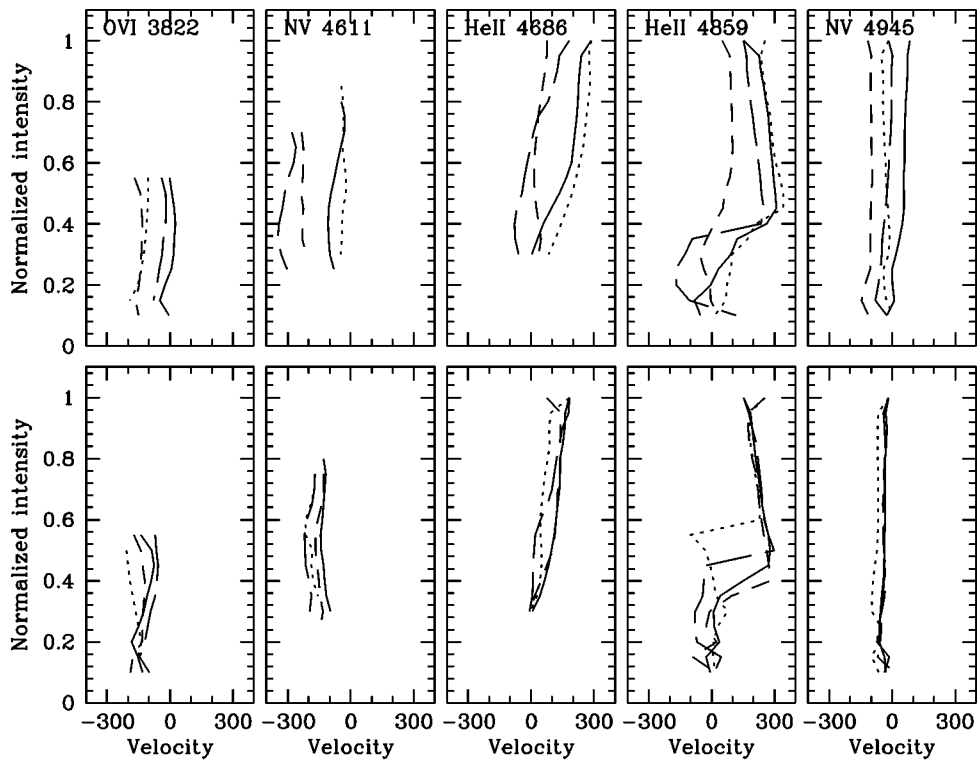 OVI 3822 NV 4611 HeII 4686 HeII 4859 NV 4945
Normalized intensity
1
0.8
0.6
0.4
0.2
0
Normalized intensity
1
0.8
0.6
0.4
0.2
0
−300 0 300 −300 0 300 −300 0 300 −300 0 300 −300 0 300
Velocity Velocity Velocity Velocity Velocity